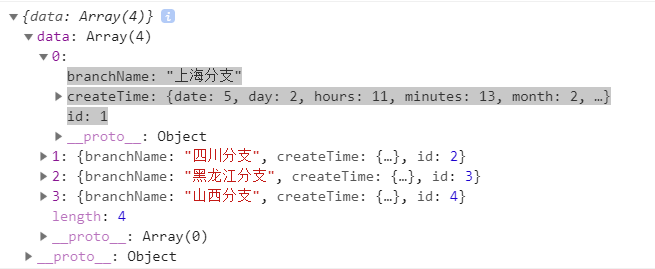 {data: Array(4)} i
data: Array(4)
0:
branchName: "上海分支"
createTime: {date: 5, day: 2, hours: 11, minutes: 13, month: 2, …}
id: 1
__proto__: Object
1: {branchName: "四川分支", createTime: {…}, id: 2}
2: {branchName: "黑龙江分支", createTime: {…}, id: 3}
3: {branchName: "山西分支", createTime: {…}, id: 4}
length: 4
__proto__: Array(0)
__proto__: Object